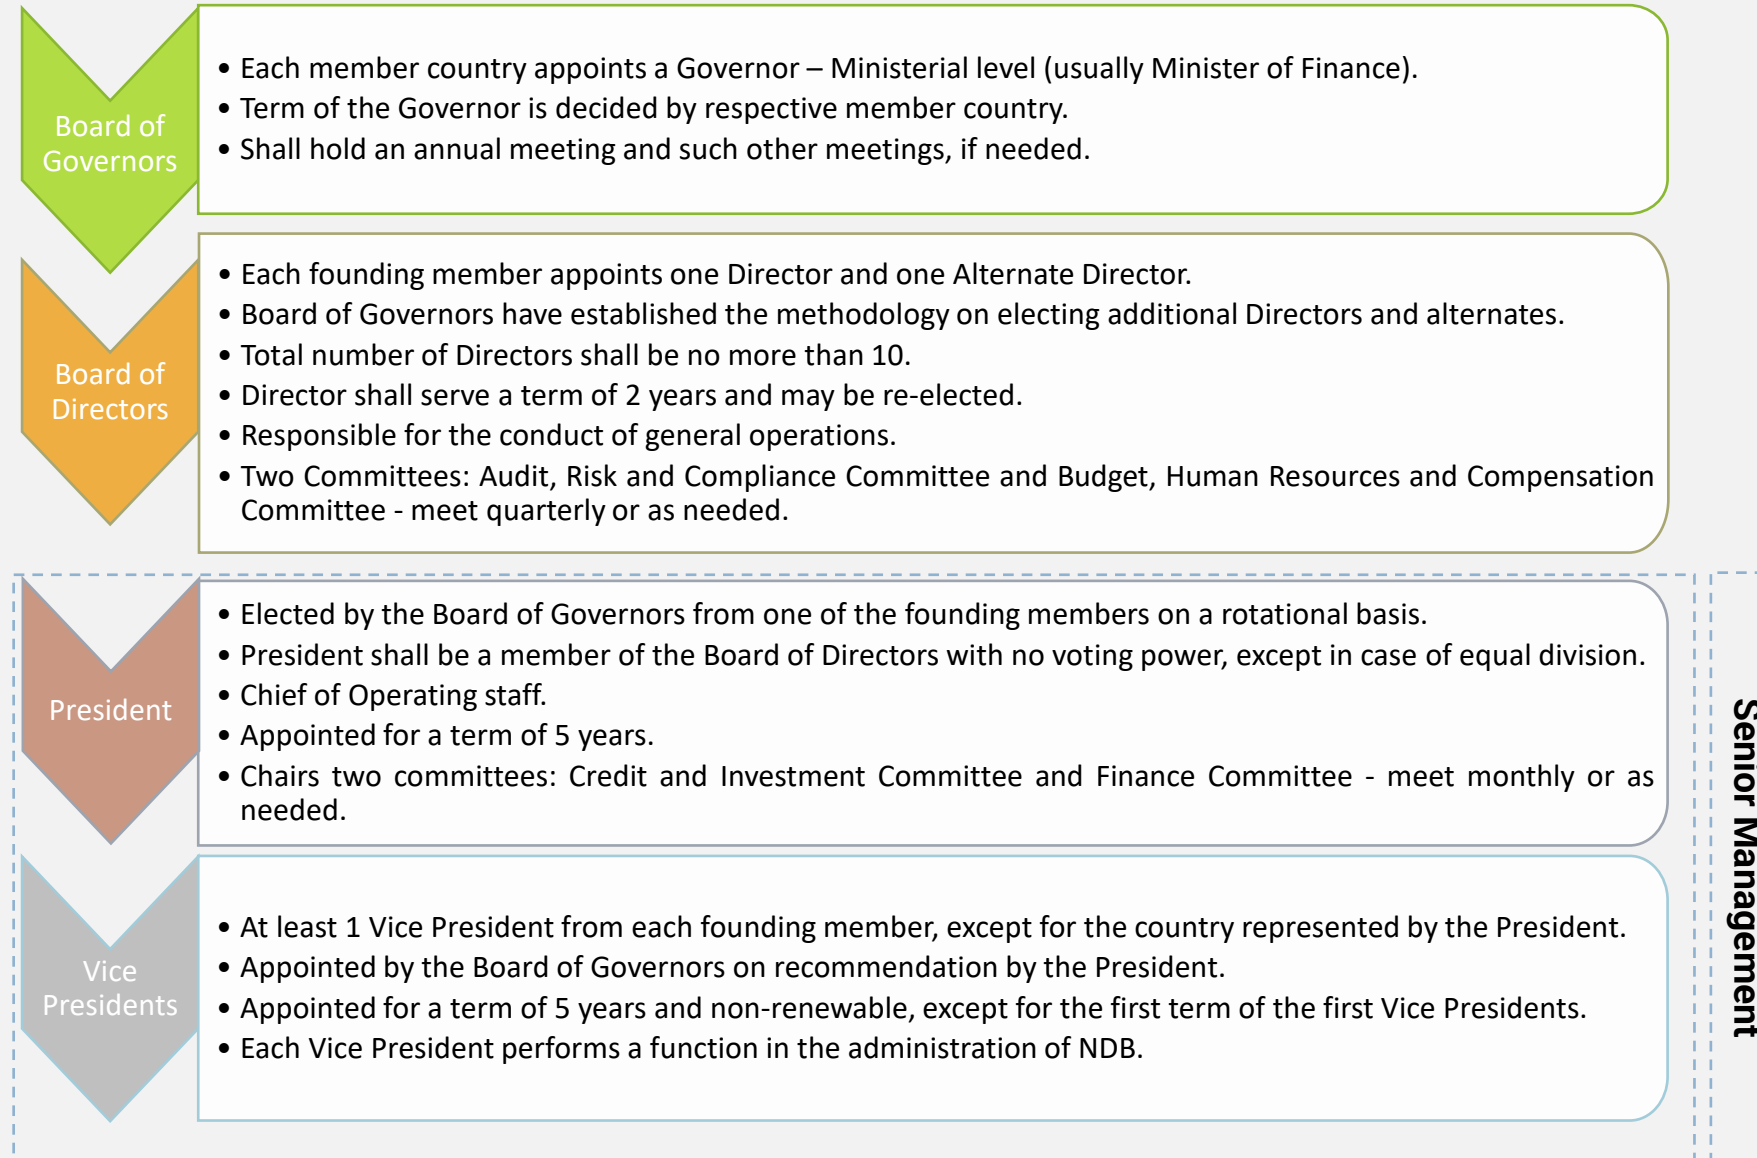 Board of
Governors
• Each member country appoints a Governor – Ministerial level (usually Minister of Finance).
• Term of the Governor is decided by respective member country.
• Shall hold an annual meeting and such other meetings, if needed.
Board of
Directors
• Each founding member appoints one Director and one Alternate Director.
• Board of Governors have established the methodology on electing additional Directors and alternates.
• Total number of Directors shall be no more than 10.
• Director shall serve a term of 2 years and may be re-elected.
• Responsible for the conduct of general operations.
• Two Committees: Audit, Risk and Compliance Committee and Budget, Human Resources and Compensation
Committee - meet quarterly or as needed.
President
• Elected by the Board of Governors from one of the founding members on a rotational basis.
• President shall be a member of the Board of Directors with no voting power, except in case of equal division.
• Chief of Operating staff.
• Appointed for a term of 5 years.
• Chairs two committees: Credit and Investment Committee and Finance Committee - meet monthly or as
needed.
Vice
Presidents
• At least 1 Vice President from each founding member, except for the country represented by the President.
• Appointed by the Board of Governors on recommendation by the President.
• Appointed for a term of 5 years and non-renewable, except for the first term of the first Vice Presidents.
• Each Vice President performs a function in the administration of NDB.
Senior Management